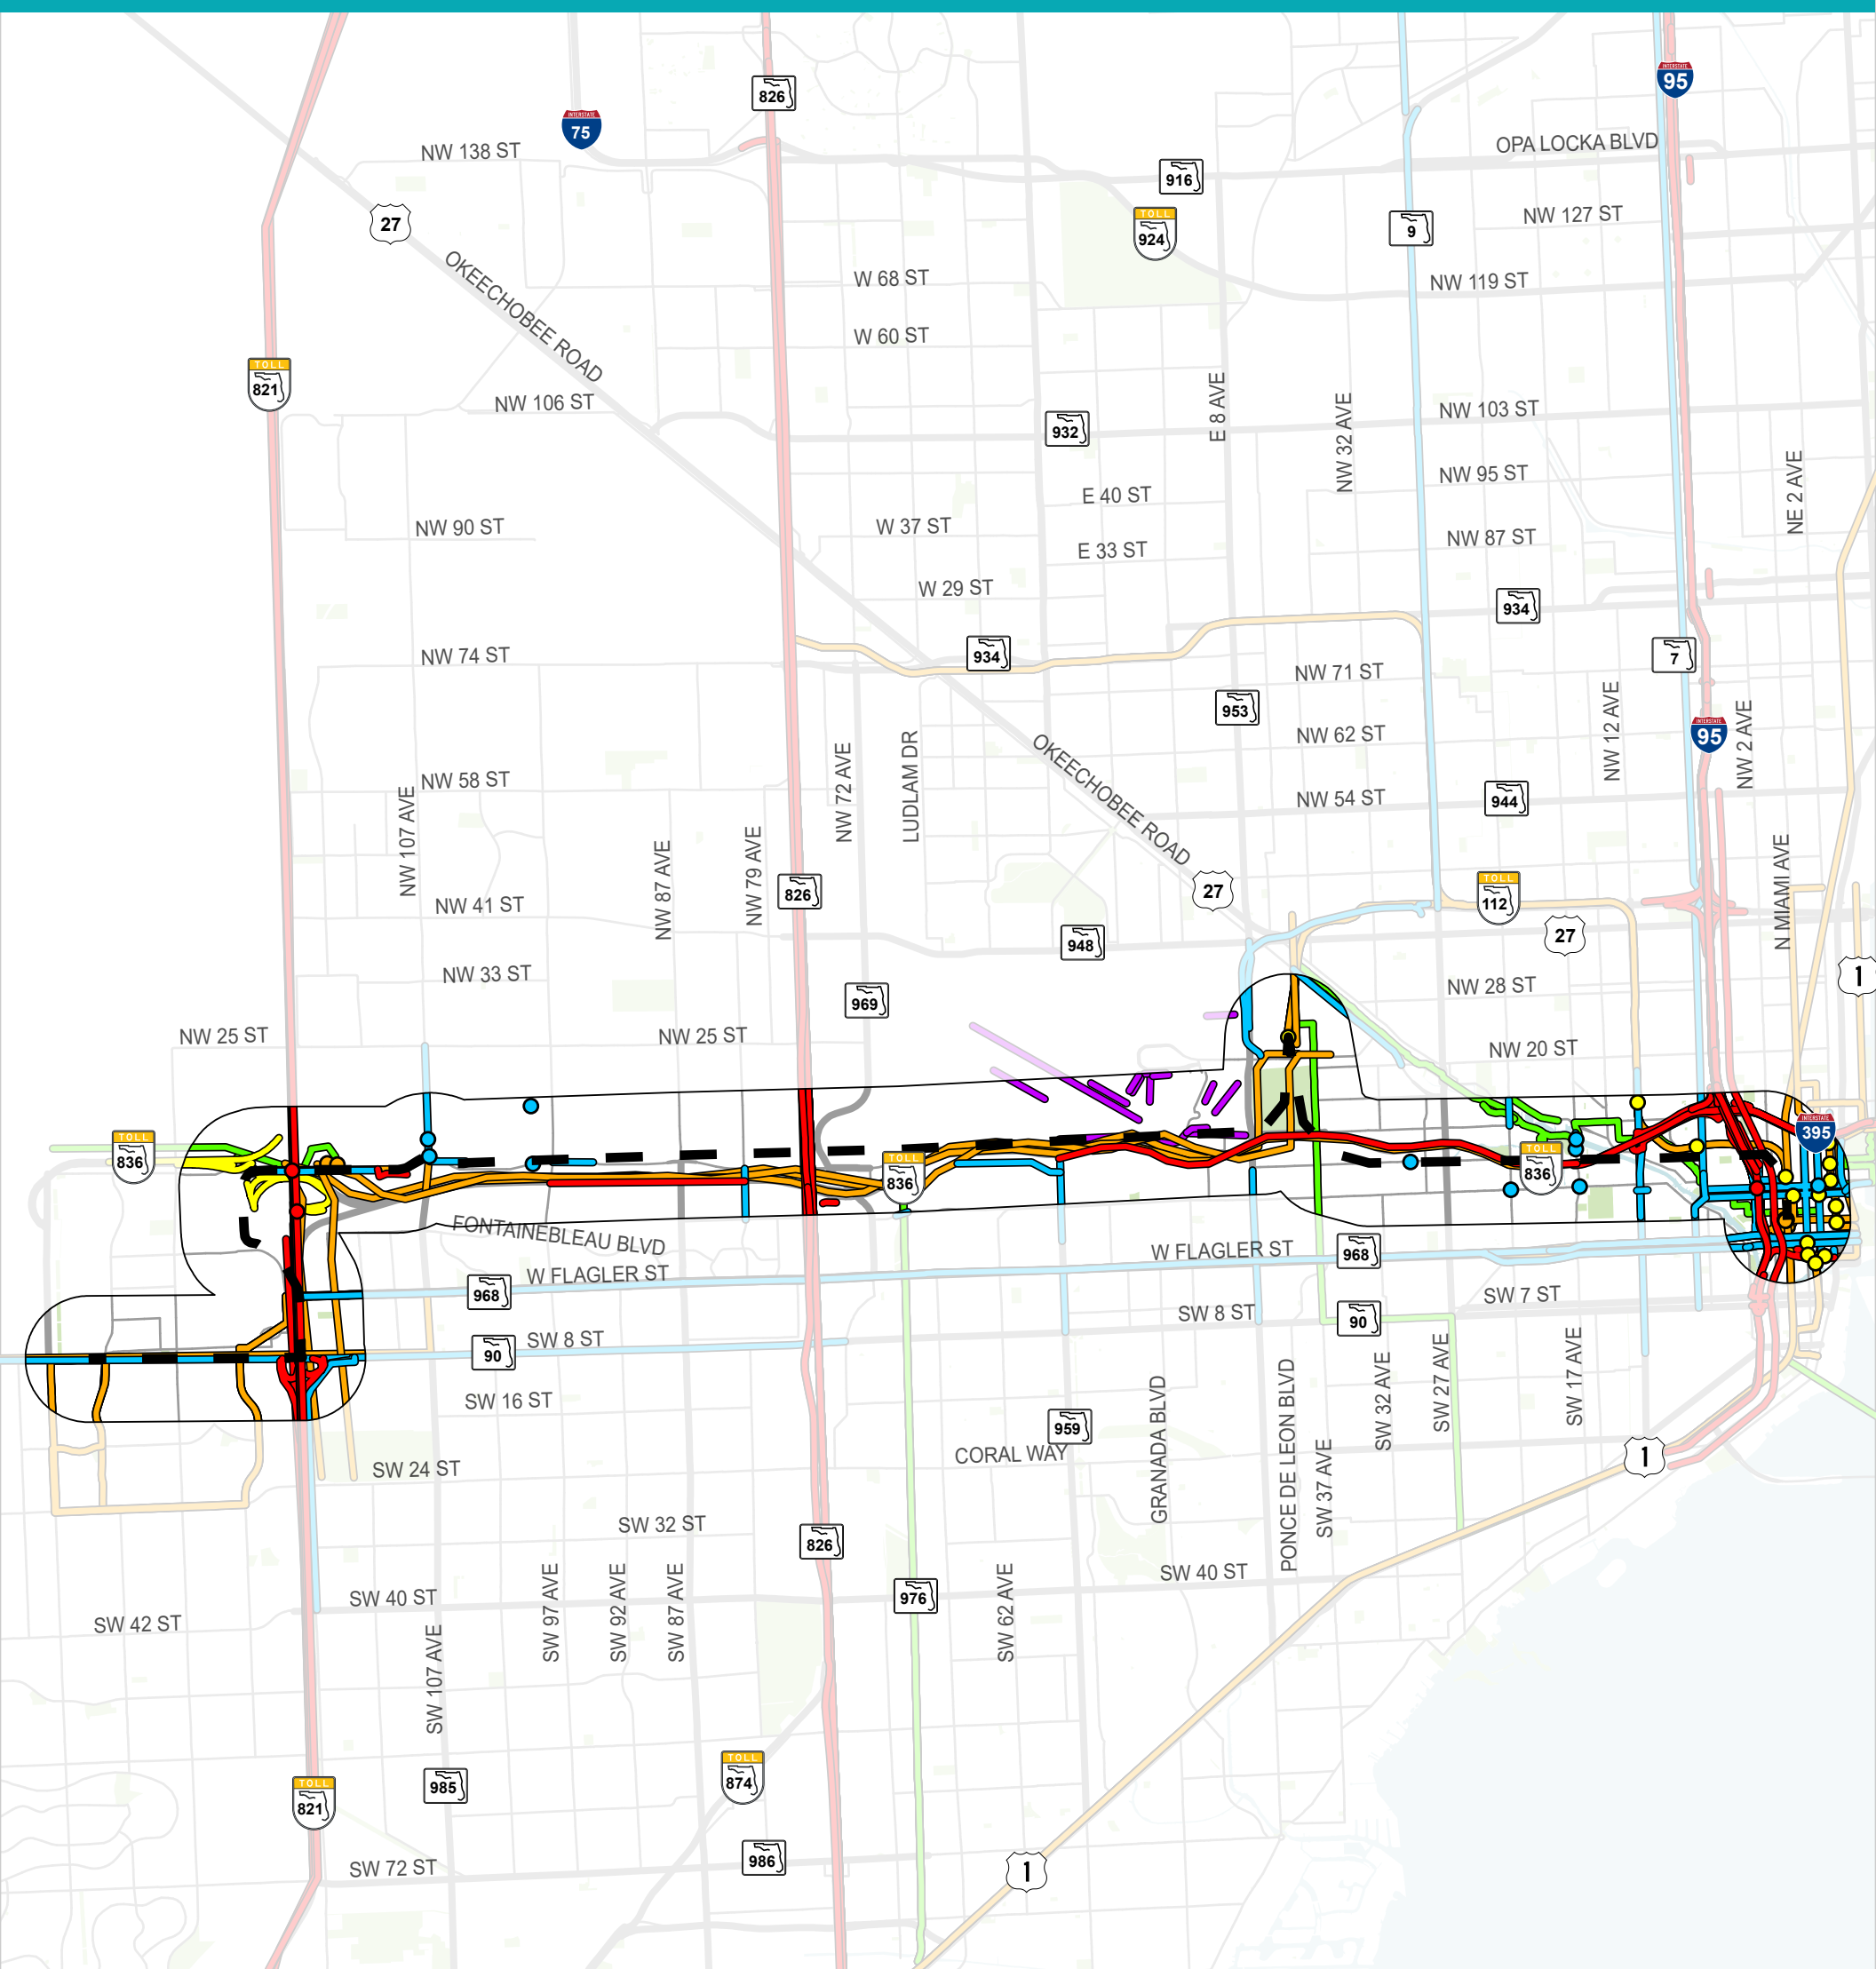 INTERSTATE
95
826
INTERSTATE
75
OPA LOCKA BLVD
NW 138 ST
916
27
TOLL
924
9
NW 127 ST
OKEECHOBEE ROAD
W 68 ST
NW 119 ST
W 60 ST
TOLL
821
NW 106 ST
932
E 8 AVE
NW 32 AVE
NW 103 ST
NW 95 ST
NE 2 AVE
E 40 ST
NW 90 ST
W 37 ST
E 33 ST
NW 87 ST
W 29 ST
934
NW 74 ST
934
7
NW 71 ST
953
NW 12 AVE
NW 2 AVE
INTERSTATE
95
NW 62 ST
OKEECHOBEE ROAD
NW 72 AVE
LUDLAM DR
NW 58 ST
NW 107 AVE
NW 54 ST
944
NW 87 AVE
NW 79 AVE
826
27
TOLL
112
N MIAMI AVE
NW 41 ST
948
27
NW 33 ST
969
NW 28 ST
1
NW 25 ST
NW 25 ST
NW 20 ST
TOLL
836
TOLL
836
TOLL
836
INTERSTATE
395
FONTAINEBLEAU BLVD
W FLAGLER ST
968
W FLAGLER ST
968
SW 7 ST
SW 8 ST
90
SW 8 ST
90
SW 16 ST
GRANADA BLVD
PONCE DE LEON BLVD
SW 37 AVE
SW 32 AVE
SW 27 AVE
SW 17 AVE
959
CORAL WAY
1
SW 24 ST
SW 32 ST
826
SW 40 ST
976
SW 40 ST
SW 42 ST
SW 107 AVE
SW 97 AVE
SW 92 AVE
SW 87 AVE
SW 62 AVE
TOLL
821
985
TOLL
874
SW 72 ST
986
1